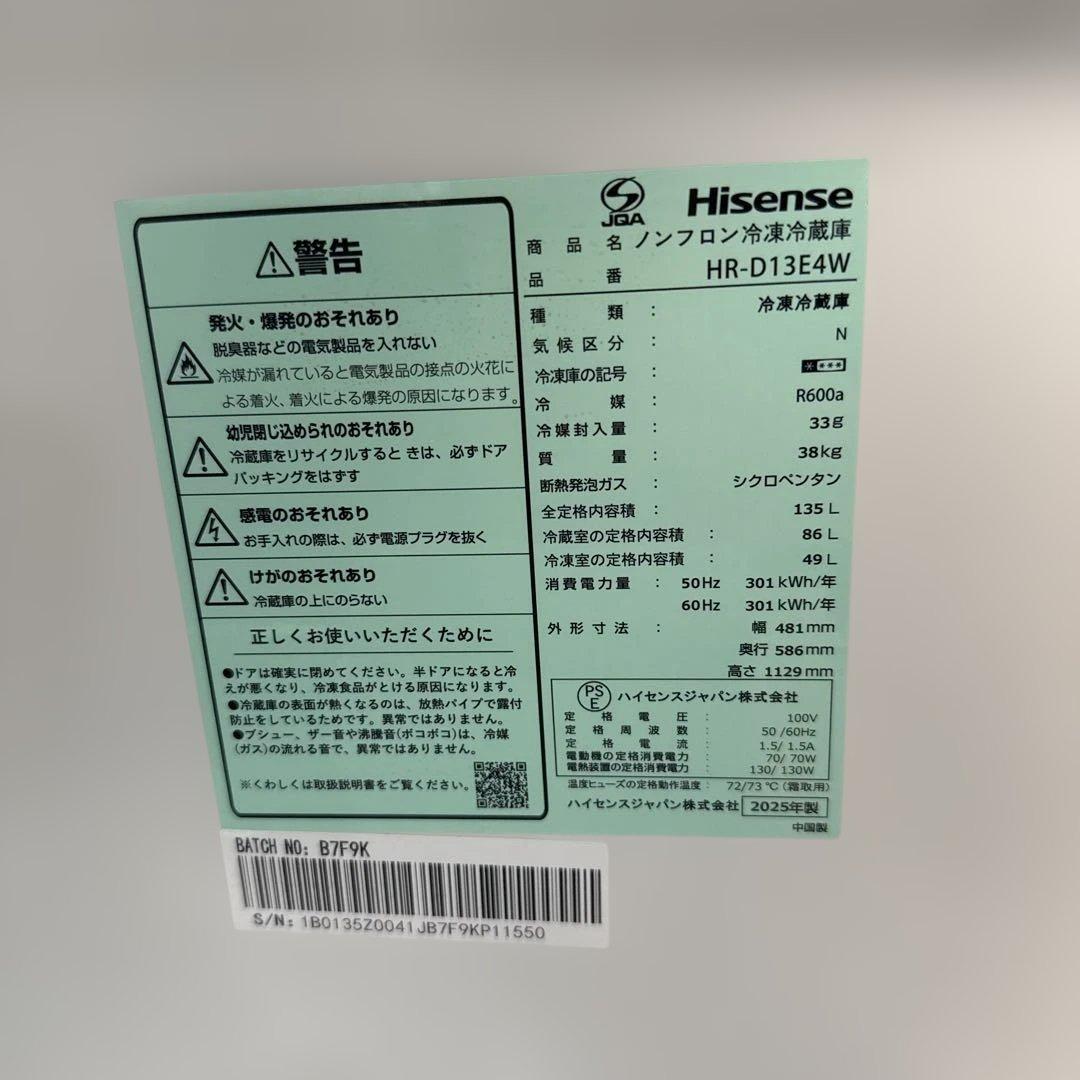 警告
発火・爆発のおそれあり
脱臭器などの電気製品を入れない
冷媒が漏れていると電気製品の接点の火花に
よる着火、着火による爆発の原因になります。
幼児閉じ込められのおそれあり
冷蔵庫をリサイクルするときは、必ずドア
パッキングをはずす
感電のおそれあり
お手入れの際は、必ず電源プラグを抜く
けがのおそれあり
冷蔵庫の上にのらない
正しくお使いいただくために
●ドアは確実に閉めてください。半ドアになると冷
えが悪くなり、冷凍食品がとける原因になります。
●冷蔵庫の表面が熱くなるのは、放熱パイプで露付
防止をしているためです。異常ではありません。
●プシュー、ザー音や沸騰音(ポコポコ)は、冷媒
(ガス)の流れる音で、異常ではありません。
※くわしくは取扱説明書をご覧ください。
JQA Hisense
商品名 ノンフロン冷凍冷蔵庫
品番 HR-D13E4W
種類 : 冷凍冷蔵庫
気候区分 : N
冷凍庫の記号 : * ***
冷媒 : R600a
冷媒封入量 : 33g
質量 : 38kg
断熱発泡ガス : シクロペンタン
全定格内容積 : 135 L
冷蔵室の定格内容積 : 86 L
冷凍室の定格内容積 : 49 L
消費電力量 : 50Hz 301 kWh/年
60Hz 301 kWh/年
外形寸法 : 幅 481mm
奥行 586mm
高さ 1129mm
PSE ハイセンスジャパン株式会社
定格電圧 : 100V
定格周波数 : 50/60Hz
定格電流 : 1.5/1.5A
電動機の定格消費電力 : 70/70W
電熱装置の定格消費電力 : 130/130W
温度ヒューズの定格動作温度 : 72/73℃(霜取用)
ハイセンスジャパン株式会社 2025年製
中国製
BATCH NO: B7F9K
S/N: 1B0135Z0041JB7F9KP11550